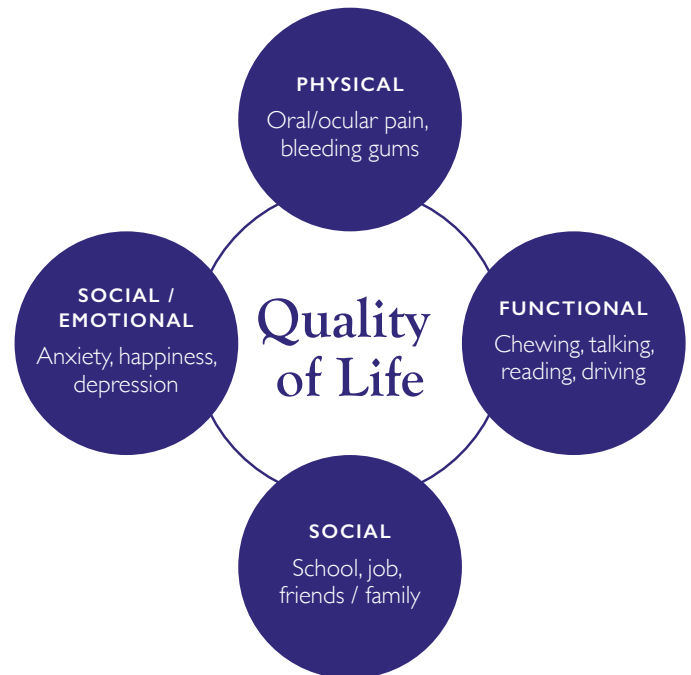 PHYSICAL
Oral/ocular pain,
bleeding gums
SOCIAL /
EMOTIONAL
Anxiety, happiness,
depression
Quality
of Life
FUNCTIONAL
Chewing, talking,
reading, driving
SOCIAL
School, job,
friends / family